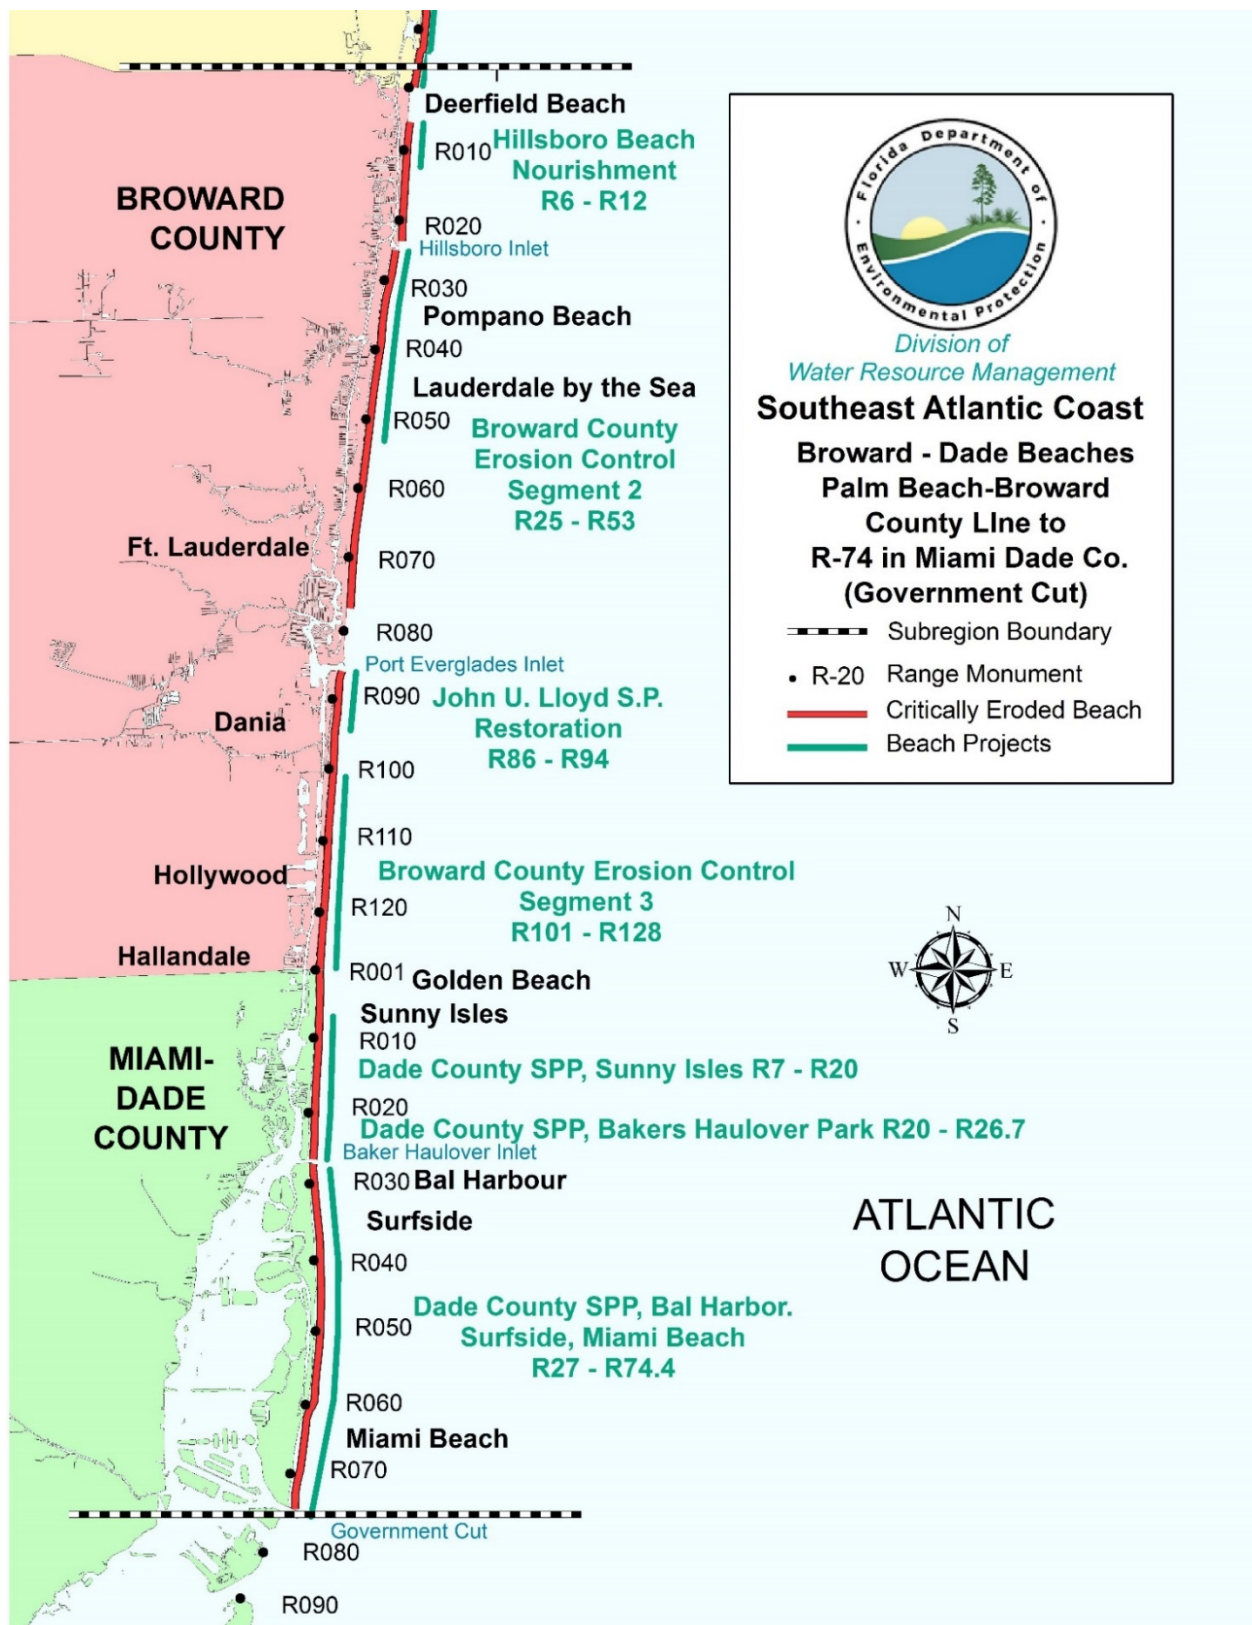 Deerfield Beach
R010
Hillsboro Beach
Nourishment
R6 - R12
BROWARD
COUNTY
R020
Hillsboro Inlet
R030
Pompano Beach
R040
Lauderdale by the Sea
R050
Broward County
Erosion Control
Segment 2
R25 - R53
R060
Ft. Lauderdale
R070
R080
Port Everglades Inlet
R090
John U. Lloyd S.P.
Restoration
R86 - R94
Dania
R100
R110
Hollywood
Broward County Erosion Control
Segment 3
R101 - R128
R120
Hallandale
R001
Golden Beach
Sunny Isles
R010
MIAMI-
DADE
COUNTY
Dade County SPP, Sunny Isles R7 - R20
R020
Dade County SPP, Bakers Haulover Park R20 - R26.7
Baker Haulover Inlet
R030
Bal Harbour
Surfside
R040
Dade County SPP, Bal Harbor.
Surfside, Miami Beach
R27 - R74.4
R050
R060
Miami Beach
R070
Government Cut
R080
R090
Florida Department of
Environmental Protection
Division of
Water Resource Management
Southeast Atlantic Coast
Broward - Dade Beaches
Palm Beach-Broward
County LIne to
R-74 in Miami Dade Co.
(Government Cut)
Subregion Boundary
R-20 Range Monument
Critically Eroded Beach
Beach Projects
N
W
E
S
ATLANTIC
OCEAN